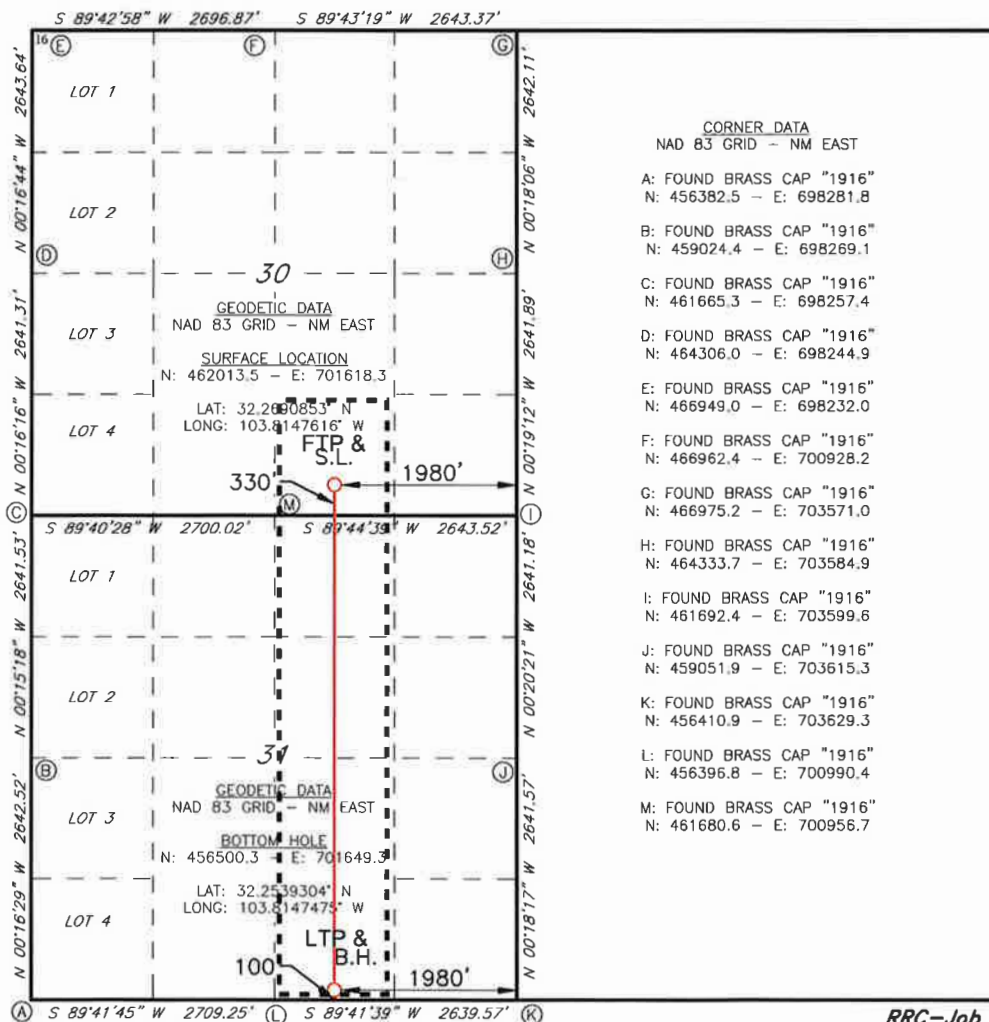 S 89°42'58" W 2696.87' S 89°43'19" W 2643.37'
16 E F G
N 00°16'44" W 2643.64'
N 00°18'06" W 2642.11'
LOT 1
LOT 2
D H
30
N 00°16'16" W 2641.31'
N 00°19'12" W 2641.89'
GEODETIC DATA
NAD 83 GRID – NM EAST
SURFACE LOCATION
N: 462013.5 – E: 701618.3
LAT: 32.2690853° N
LONG: 103.8147616° W
LOT 3
LOT 4
FTP &
S.L.
330' 1980'
C M I
S 89°40'28" W 2700.02' S 89°44'39" W 2643.52'
N 00°15'18" W 2641.53'
N 00°20'21" W 2641.18'
LOT 1
LOT 2
31
B J
N 00°16'29" W 2642.52'
N 00°18'17" W 2641.57'
GEODETIC DATA
NAD 83 GRID – NM EAST
BOTTOM HOLE
N: 456500.3 – E: 701649.3
LAT: 32.2539304° N
LONG: 103.8147475° W
LOT 3
LOT 4
LTP &
B.H.
100' 1980'
A S 89°41'45" W 2709.25' L S 89°41'39" W 2639.57' K
CORNER DATA
NAD 83 GRID – NM EAST
A: FOUND BRASS CAP "1916"
N: 456382.5 – E: 698281.8
B: FOUND BRASS CAP "1916"
N: 459024.4 – E: 698269.1
C: FOUND BRASS CAP "1916"
N: 461665.3 – E: 698257.4
D: FOUND BRASS CAP "1916"
N: 464306.0 – E: 698244.9
E: FOUND BRASS CAP "1916"
N: 466949.0 – E: 698232.0
F: FOUND BRASS CAP "1916"
N: 466962.4 – E: 700928.2
G: FOUND BRASS CAP "1916"
N: 466975.2 – E: 703571.0
H: FOUND BRASS CAP "1916"
N: 464333.7 – E: 703584.9
I: FOUND BRASS CAP "1916"
N: 461692.4 – E: 703599.6
J: FOUND BRASS CAP "1916"
N: 459051.9 – E: 703615.3
K: FOUND BRASS CAP "1916"
N: 456410.9 – E: 703629.3
L: FOUND BRASS CAP "1916"
N: 456396.8 – E: 700990.4
M: FOUND BRASS CAP "1916"
N: 461680.6 – E: 700956.7
RRC–Job